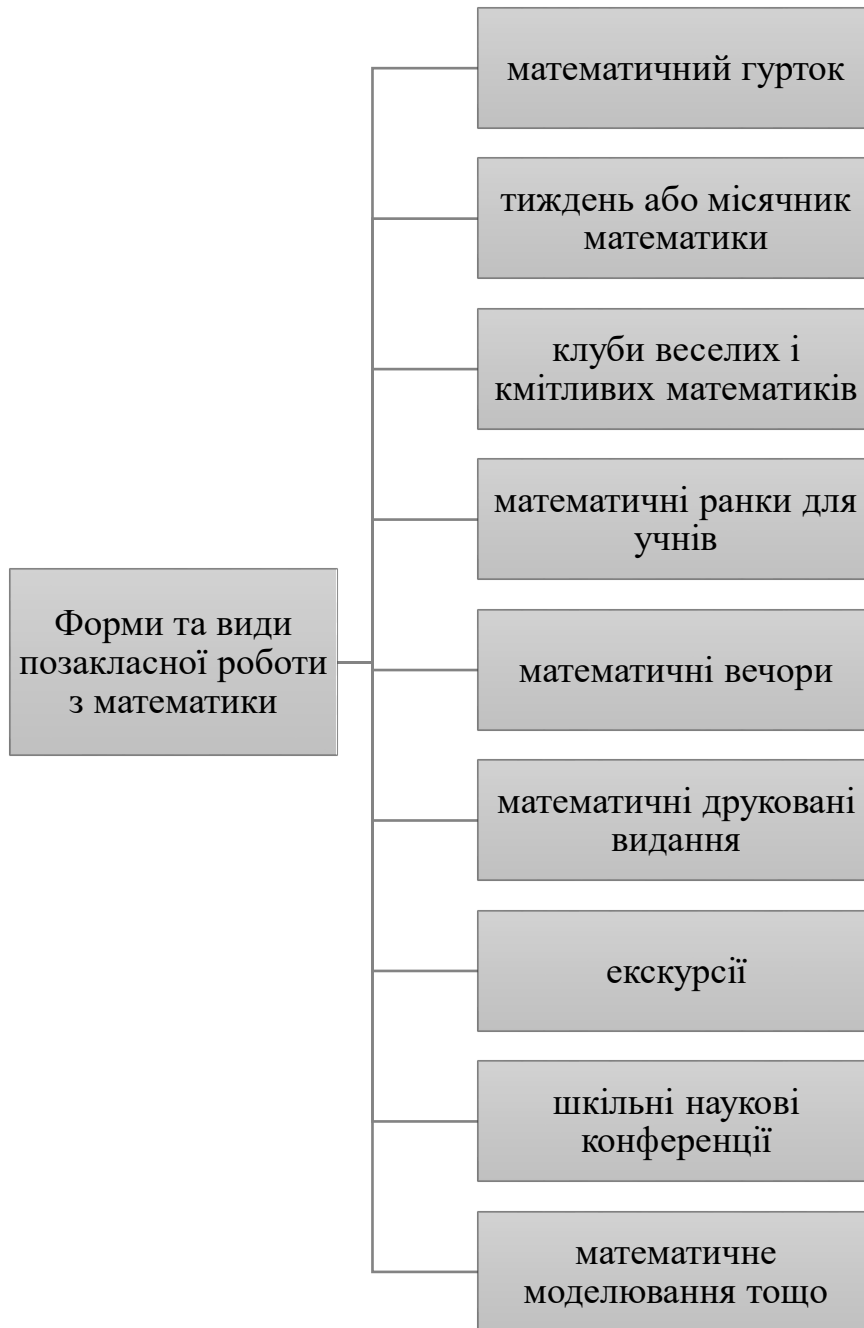 математичний гурток
тиждень або місячник
математики
клуби веселих і
кмітливих математиків
математичні ранки для
учнів
Форми та види
позакласної роботи
з математики
математичні вечори
математичні друковані
видання
екскурсії
шкільні наукові
конференції
математичне
моделювання тощо